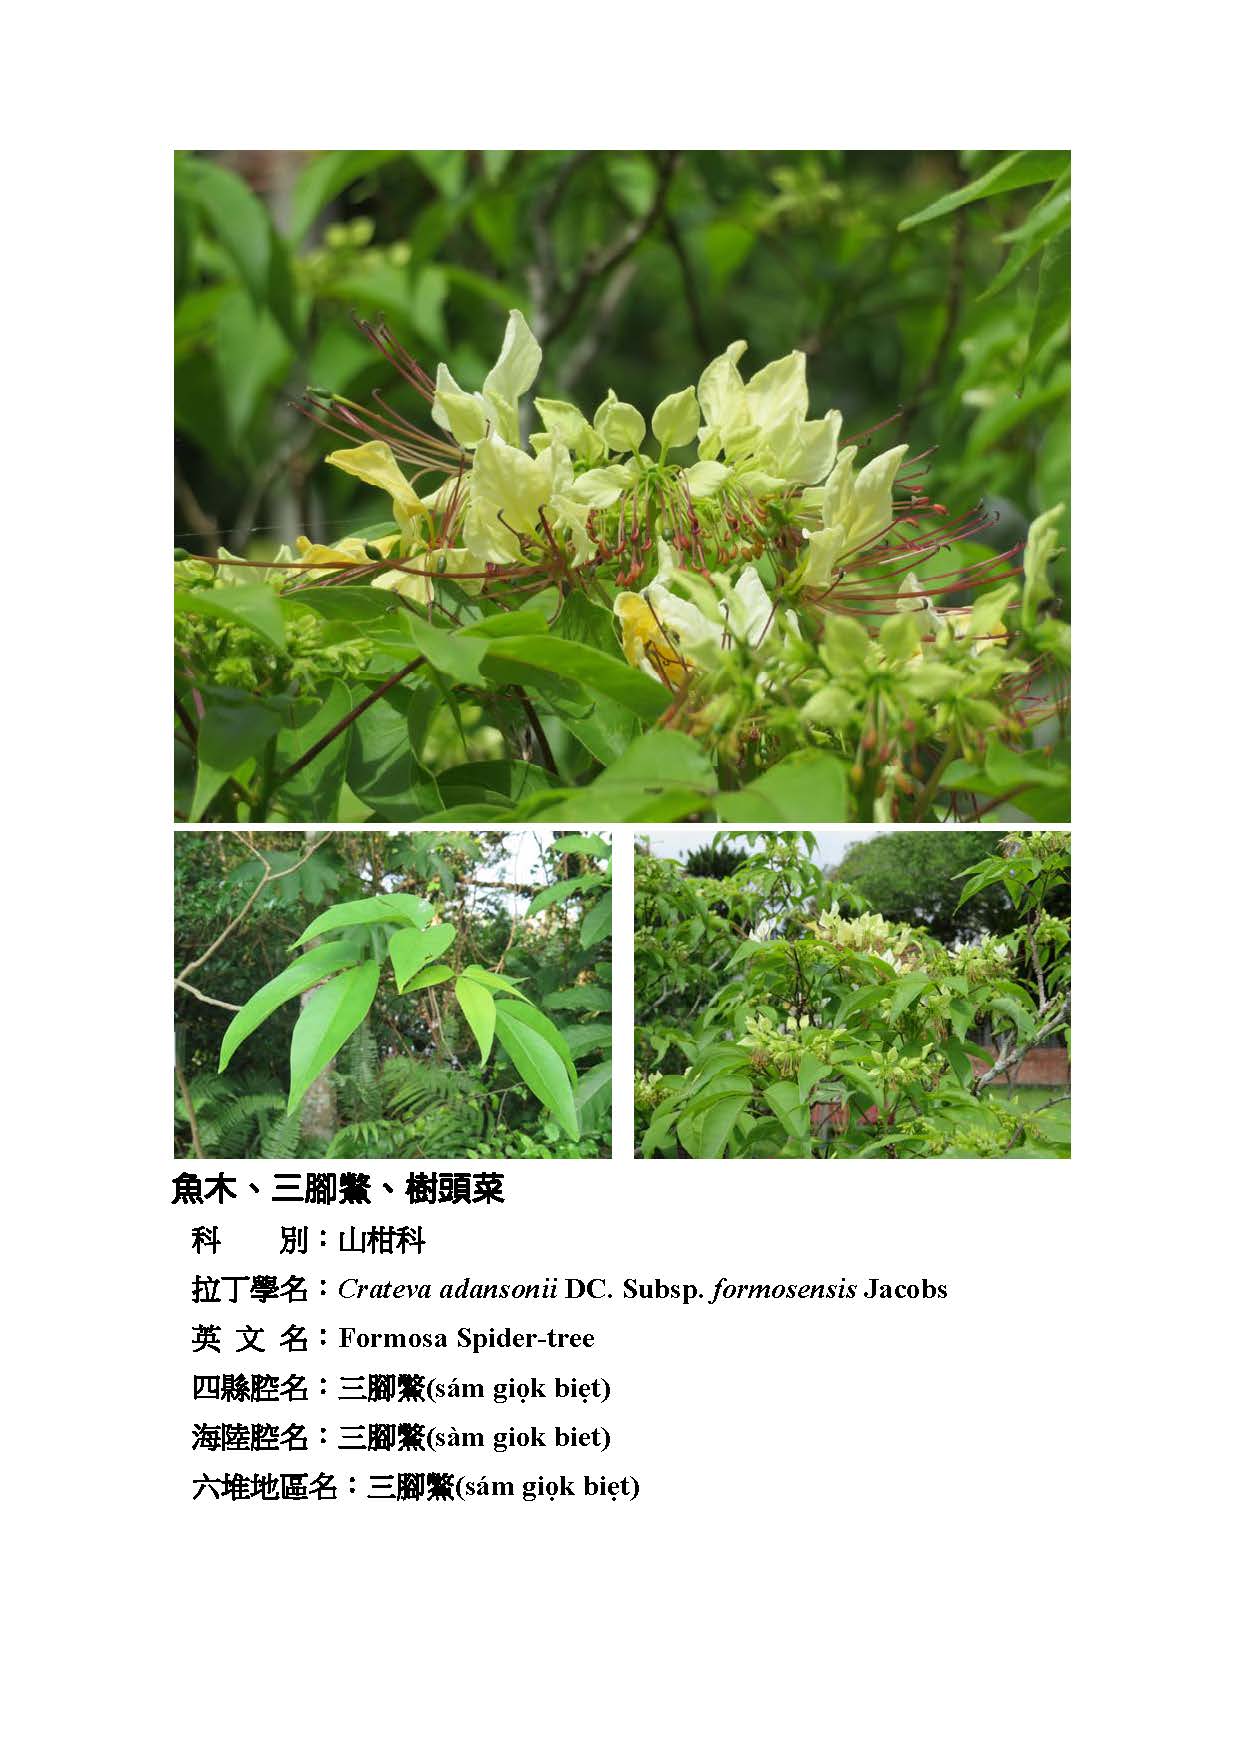 魚木、三腳鱉、樹頭菜
科　　別：山柑科
拉丁學名：Crateva adansonii DC. Subsp. formosensis Jacobs
英 文 名：Formosa Spider-tree
四縣腔名：三腳鱉(sám giọk biẹt)
海陸腔名：三腳鱉(sàm giok biet)
六堆地區名：三腳鱉(sám giọk biẹt)